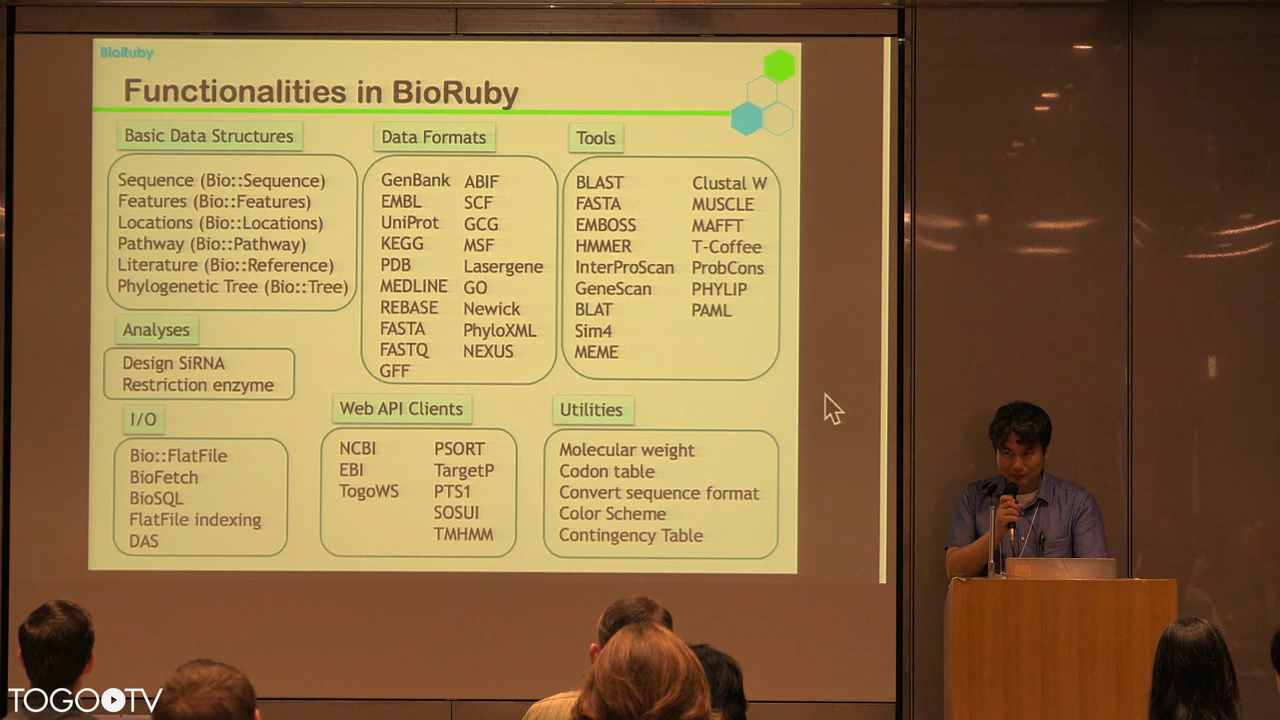 BioRuby
Functionalities in BioRuby
Basic Data Structures
Sequence (Bio::Sequence)
Features (Bio::Features)
Locations (Bio::Locations)
Pathway (Bio::Pathway)
Literature (Bio::Reference)
Phylogenetic Tree (Bio::Tree)
Data Formats
GenBank ABIF
EMBL SCF
UniProt GCG
KEGG MSF
PDB Lasergene
MEDLINE GO
REBASE Newick
FASTA PhyloXML
FASTQ NEXUS
GFF
Tools
BLAST Clustal W
FASTA MUSCLE
EMBOSS MAFFT
HMMER T-Coffee
InterProScan ProbCons
GeneScan PHYLIP
BLAT PAML
Sim4
MEME
Analyses
Design SiRNA
Restriction enzyme
I/O
Bio::FlatFile
BioFetch
BioSQL
FlatFile indexing
DAS
Web API Clients
NCBI PSORT
EBI TargetP
TogoWS PTS1
SOSUI
TMHMM
Utilities
Molecular weight
Codon table
Convert sequence format
Color Scheme
Contingency Table
TOGOTV